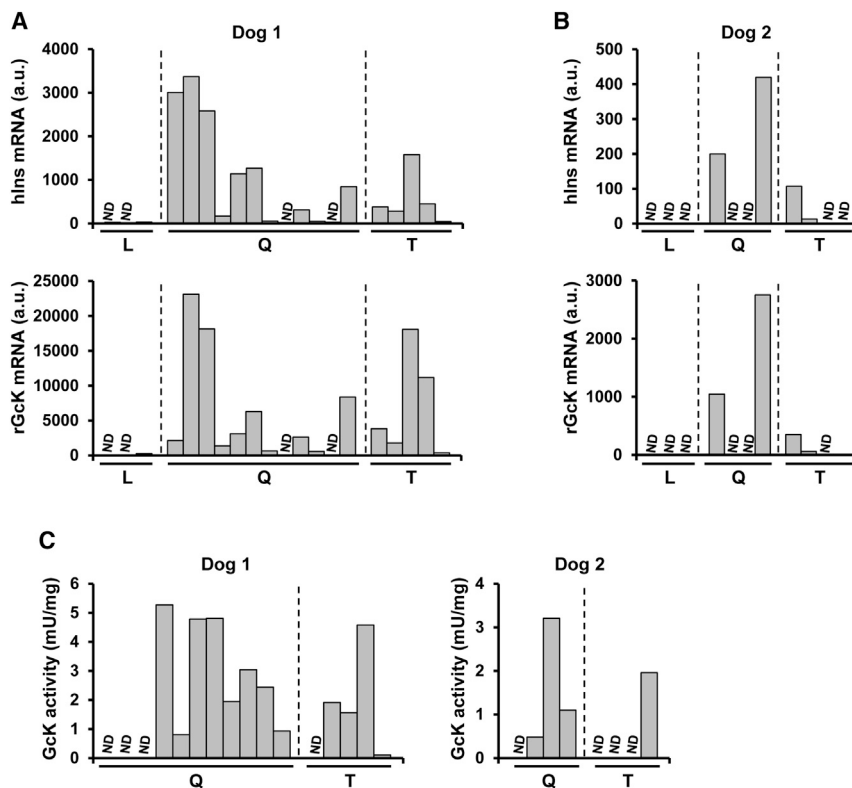 A
Dog 1
hIns mRNA (a.u.)
4000
3000
2000
1000
0
ND ND ND ND
L Q T
rGcK mRNA (a.u.)
25000
20000
15000
10000
5000
0
ND ND ND ND
L Q T
B
Dog 2
hIns mRNA (a.u.)
500
400
300
200
100
0
ND ND ND ND ND ND ND
L Q T
rGcK mRNA (a.u.)
3000
2000
1000
0
ND ND ND ND ND ND
L Q T
C
Dog 1
GcK activity (mU/mg)
6
5
4
3
2
1
0
ND ND ND ND
Q T
Dog 2
GcK activity (mU/mg)
4
3
2
1
0
ND ND ND ND
Q T